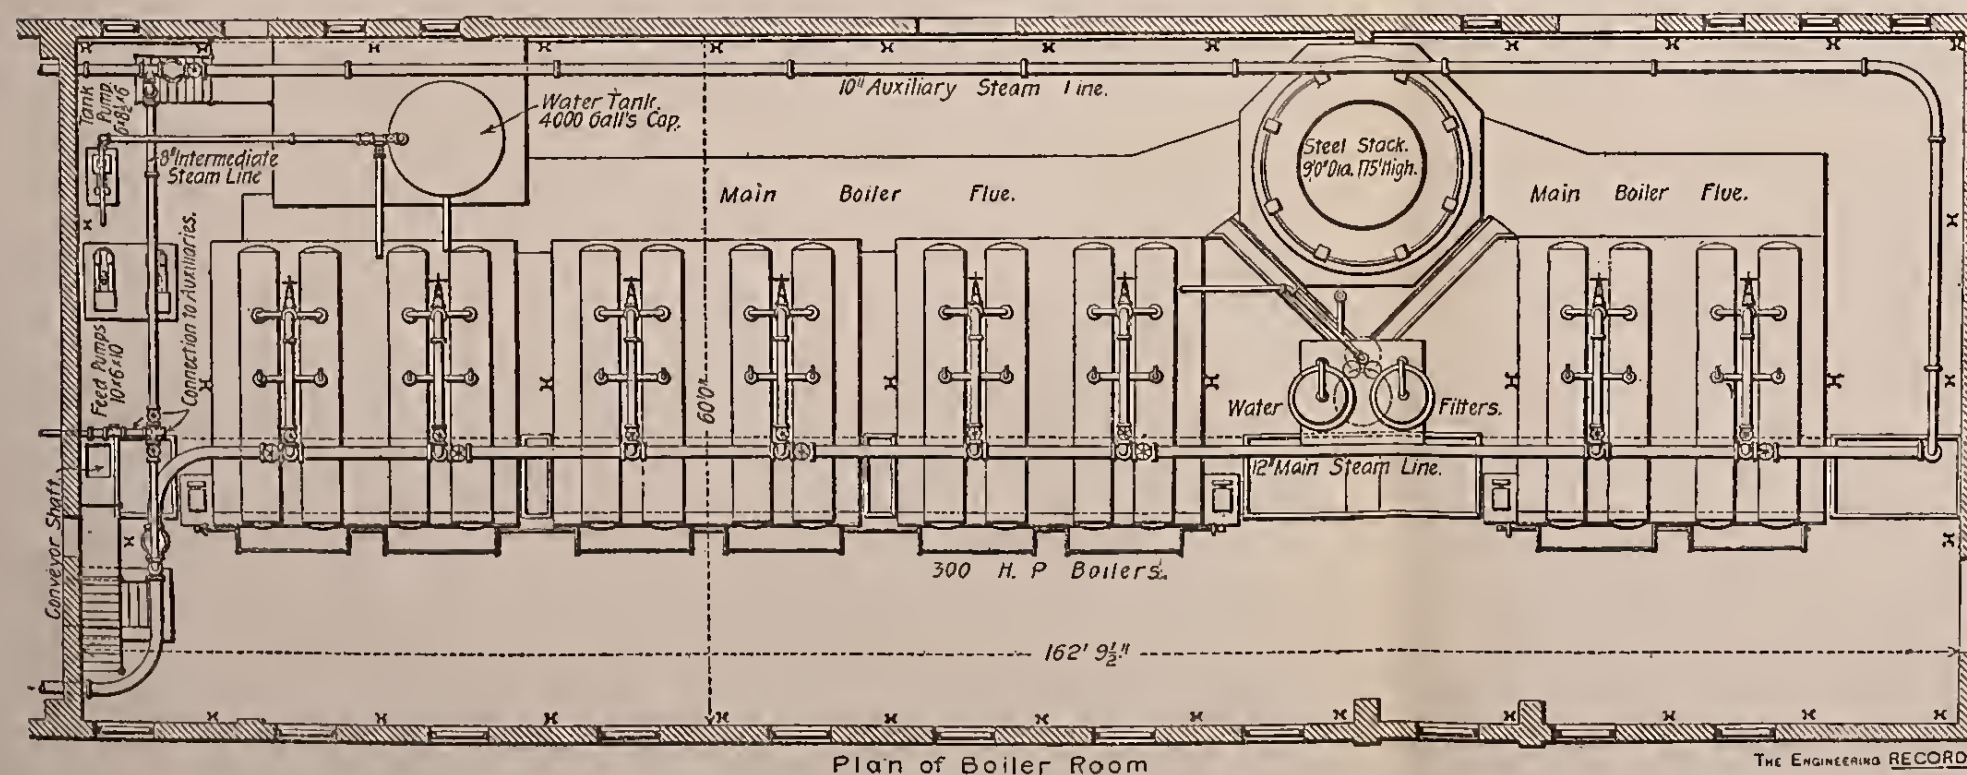 10" Auxiliary Steam Line.
Tank
Pump.
6×8½×6
Water Tank.
4000 Gall's Cap.
8" Intermediate
Steam Line
Steel Stack.
9'0" Dia. 175' High.
Main Boiler Flue.
Main Boiler Flue.
Connection to Auxiliaries.
Feed Pumps
10×6×10
60'0"
Water Filters.
12" Main Steam Line.
Conveyor Shaft.
300 H. P Boilers.
162' 9½"
Plan of Boiler Room
THE ENGINEERING RECORD